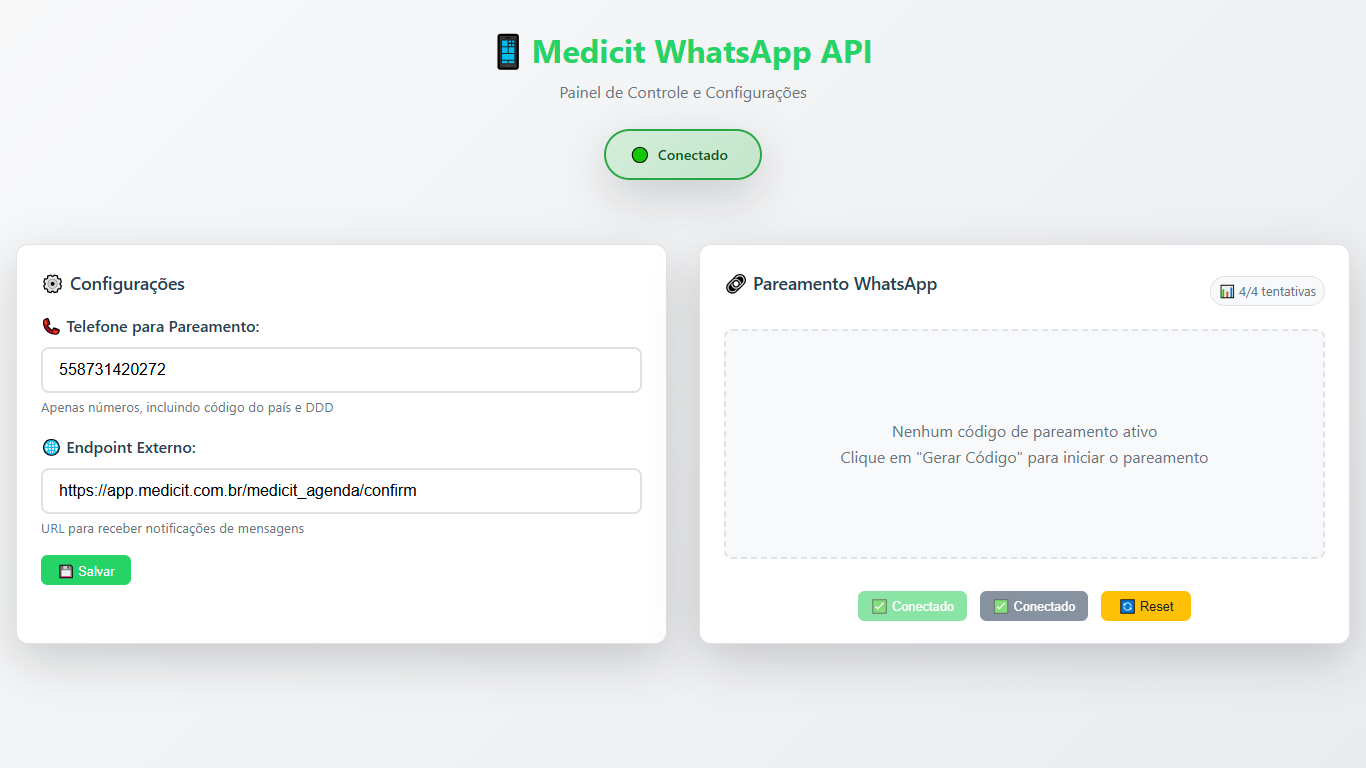 Medicit WhatsApp API
Painel de Controle e Configurações
Conectado
Configurações
Telefone para Pareamento:
558731420272
Apenas números, incluindo código do país e DDD
Endpoint Externo:
https://app.medicit.com.br/medicit_agenda/confirm
URL para receber notificações de mensagens
Salvar
Pareamento WhatsApp
4/4 tentativas
Nenhum código de pareamento ativo
Clique em "Gerar Código" para iniciar o pareamento
Conectado
Conectado
Reset